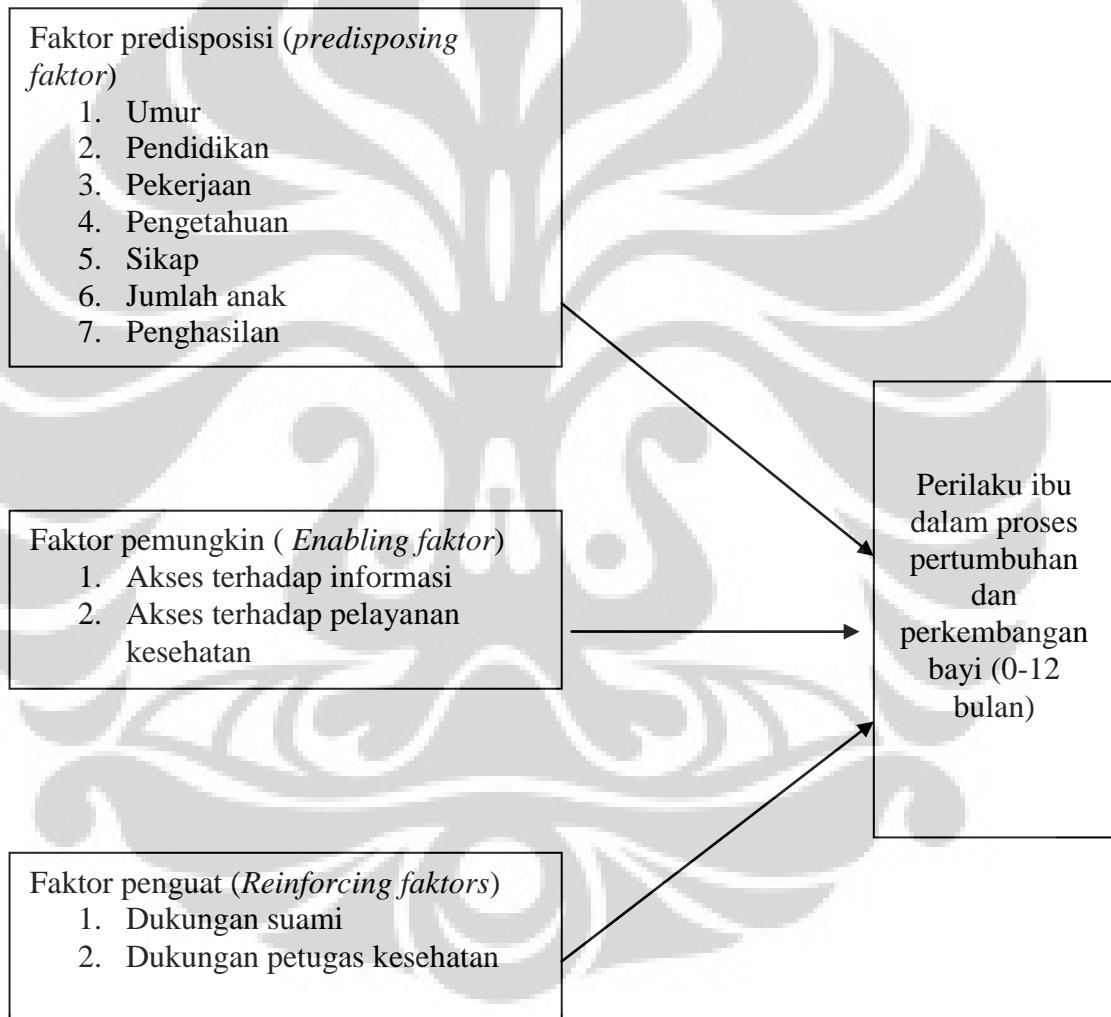 Faktor predisposisi (predisposing
faktor)
1. Umur
2. Pendidikan
3. Pekerjaan
4. Pengetahuan
5. Sikap
6. Jumlah anak
7. Penghasilan
Faktor pemungkin ( Enabling faktor)
1. Akses terhadap informasi
2. Akses terhadap pelayanan
kesehatan
Faktor penguat (Reinforcing faktors)
1. Dukungan suami
2. Dukungan petugas kesehatan
Perilaku ibu
dalam proses
pertumbuhan
dan
perkembangan
bayi (0-12
bulan)